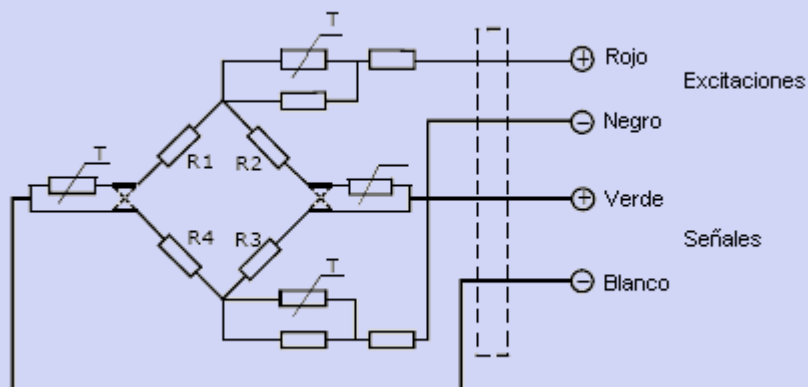 T
Rojo
Excitaciones
Negro
T
R1
R2
Verde
R4
R3
Señales
T
Blanco